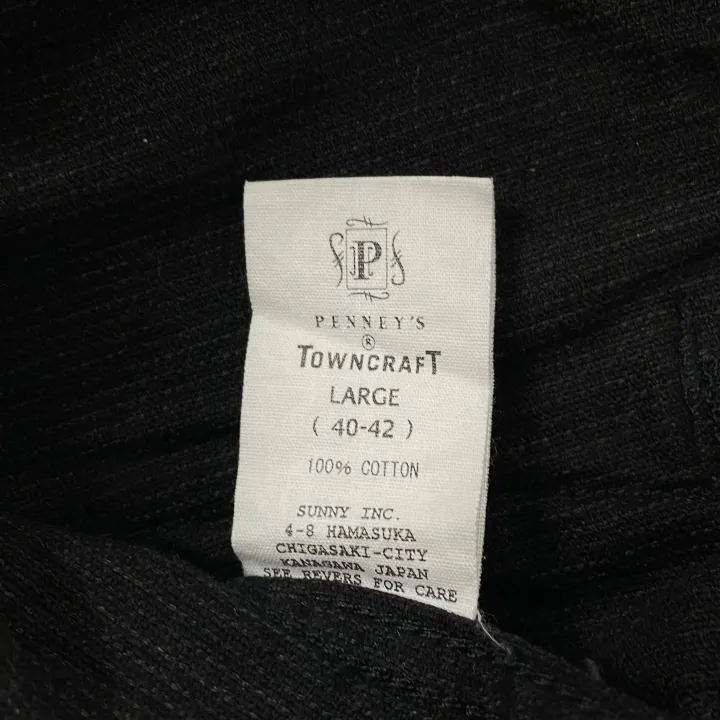 P
PENNEY'S
®
TOWNCRAFT
LARGE
( 40-42 )
100% COTTON
SUNNY INC.
4-8 HAMASUKA
CHIGASAKI-CITY
KANAGAWA JAPAN
SEE REVERS FOR CARE